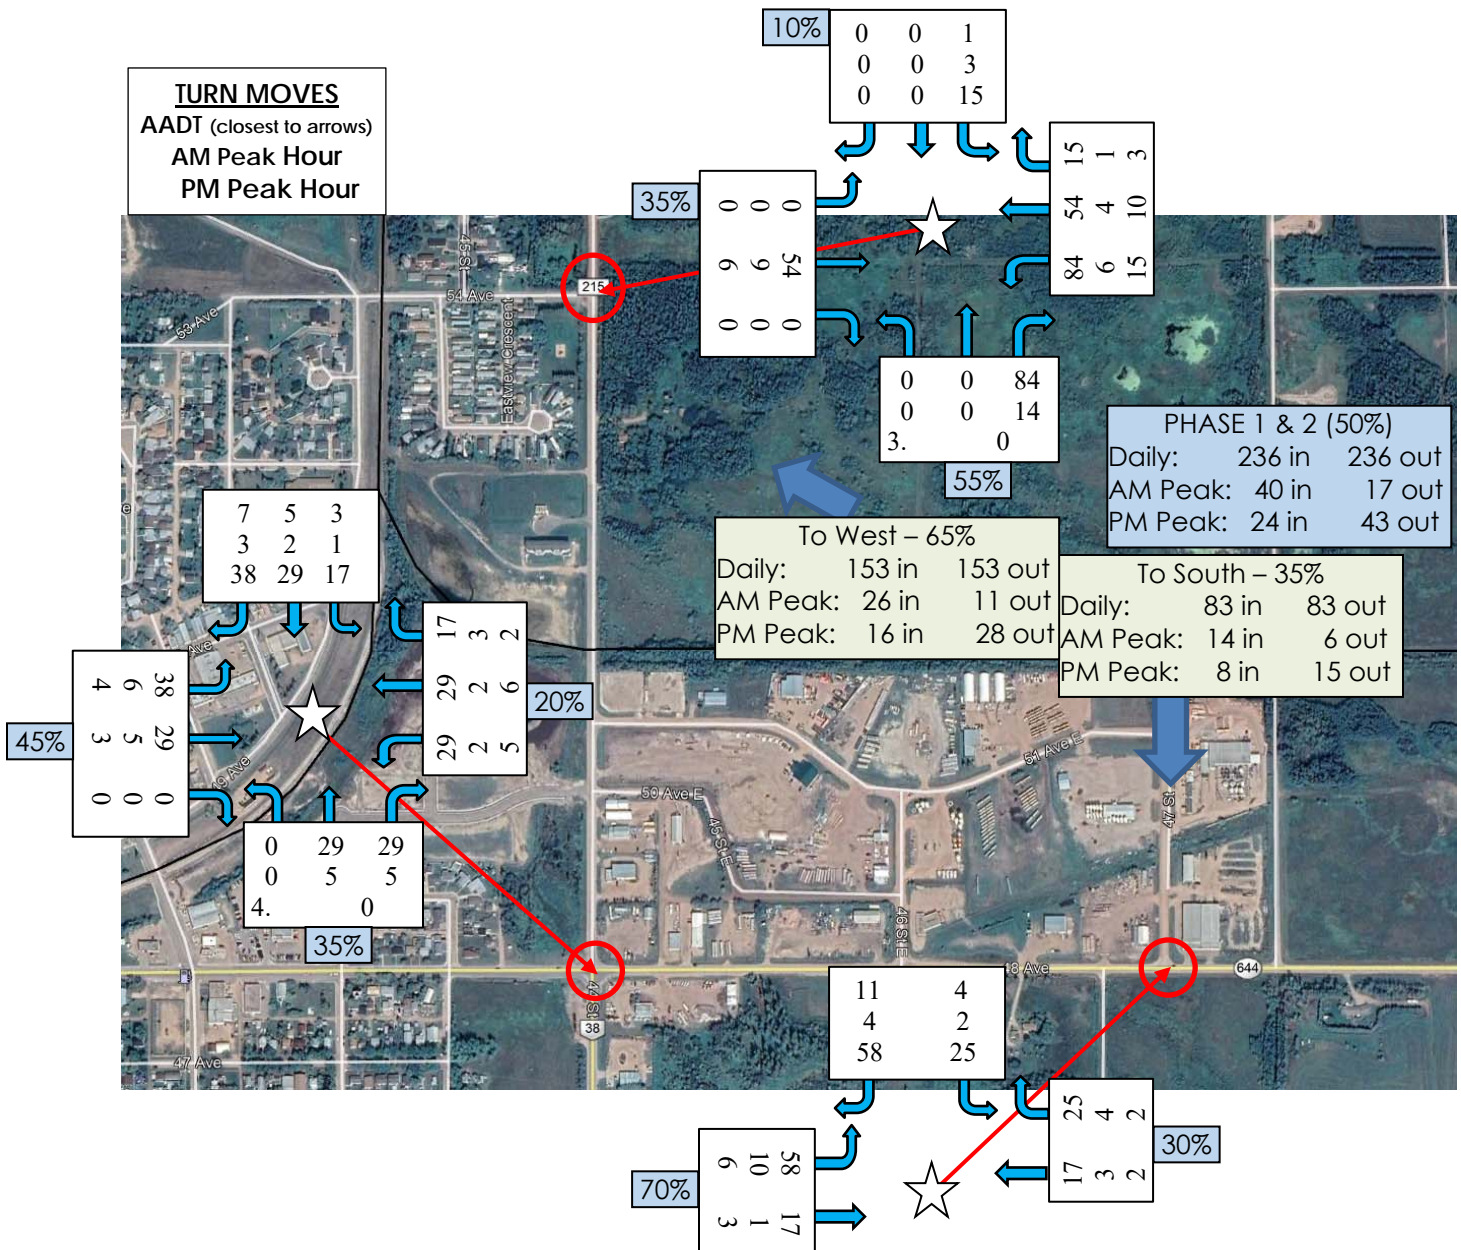 10%
0 0 1
0 0 3
0 0 15
TURN MOVES
AADT (closest to arrows)
AM Peak Hour
PM Peak Hour
15 1 3
54 4 10
84 6 15
35%
0 0 0
6 9 54
0 0 0
45 St
215
54 Ave
53 Ave
Eastview Crescent
0 0 84
0 0 14
3. 0
55%
PHASE 1 & 2 (50%)
Daily: 236 in 236 out
AM Peak: 40 in 17 out
PM Peak: 24 in 43 out
To West – 65%
Daily: 153 in 153 out
AM Peak: 26 in 11 out
PM Peak: 16 in 28 out
To South – 35%
Daily: 83 in 83 out
AM Peak: 14 in 6 out
PM Peak: 8 in 15 out
7 5 3
3 2 1
38 29 17
17 3 2
29 2 6
29 2 5
20%
Ave
45%
4 6 38
3 5 29
0 0 0
49 Ave
0 29 29
0 5 5
4. 0
35%
51 Ave E
50 Ave E
45 St E
47 St
46 St E
48 Ave
644
44 St
38
47 Ave
11 4
4 2
58 25
25 4 2
17 3 2
30%
70%
6 10 58
3 1 17